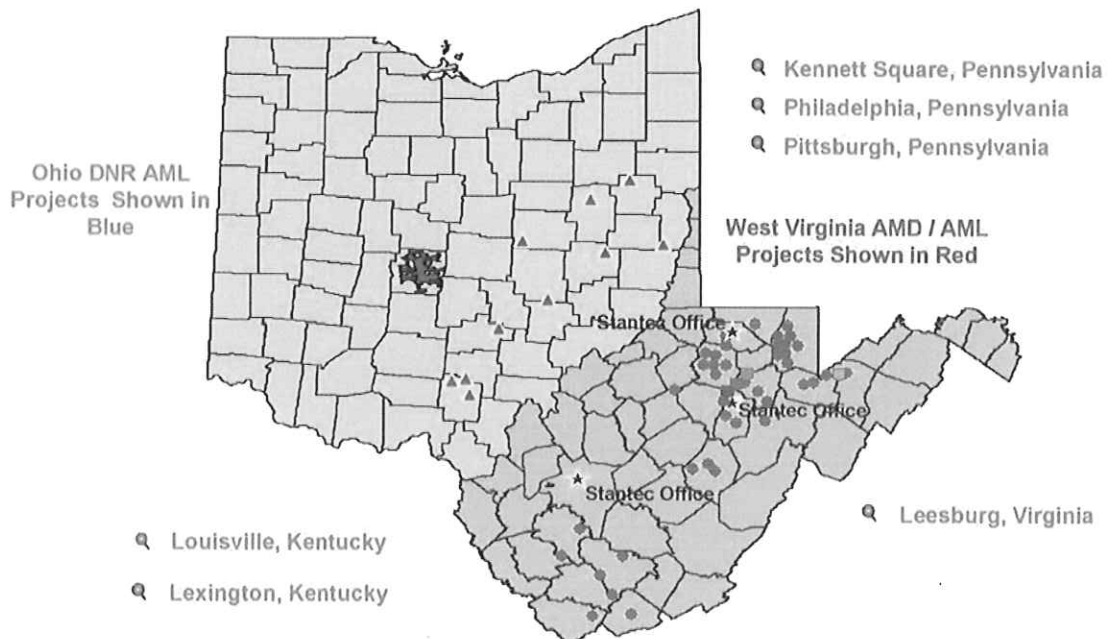 Kennett Square, Pennsylvania
Philadelphia, Pennsylvania
Pittsburgh, Pennsylvania
Ohio DNR AML
Projects Shown in
Blue
West Virginia AMD / AML
Projects Shown in Red
Stantec Office
Stantec Office
Stantec Office
Leesburg, Virginia
Louisville, Kentucky
Lexington, Kentucky